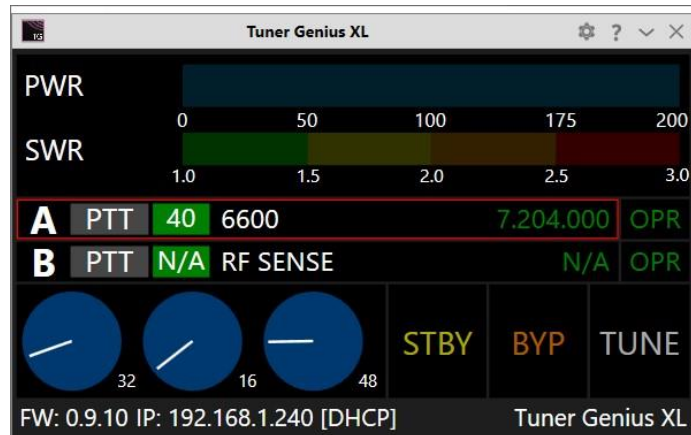 TG
Tuner Genius XL ?
PWR
0 50 100 175 200
SWR
1.0 1.5 2.0 2.5 3.0
A PTT 40 6600 7.204.000 OPR
B PTT N/A RF SENSE N/A OPR
32 16 48 STBY BYP TUNE
FW: 0.9.10 IP: 192.168.1.240 [DHCP] Tuner Genius XL